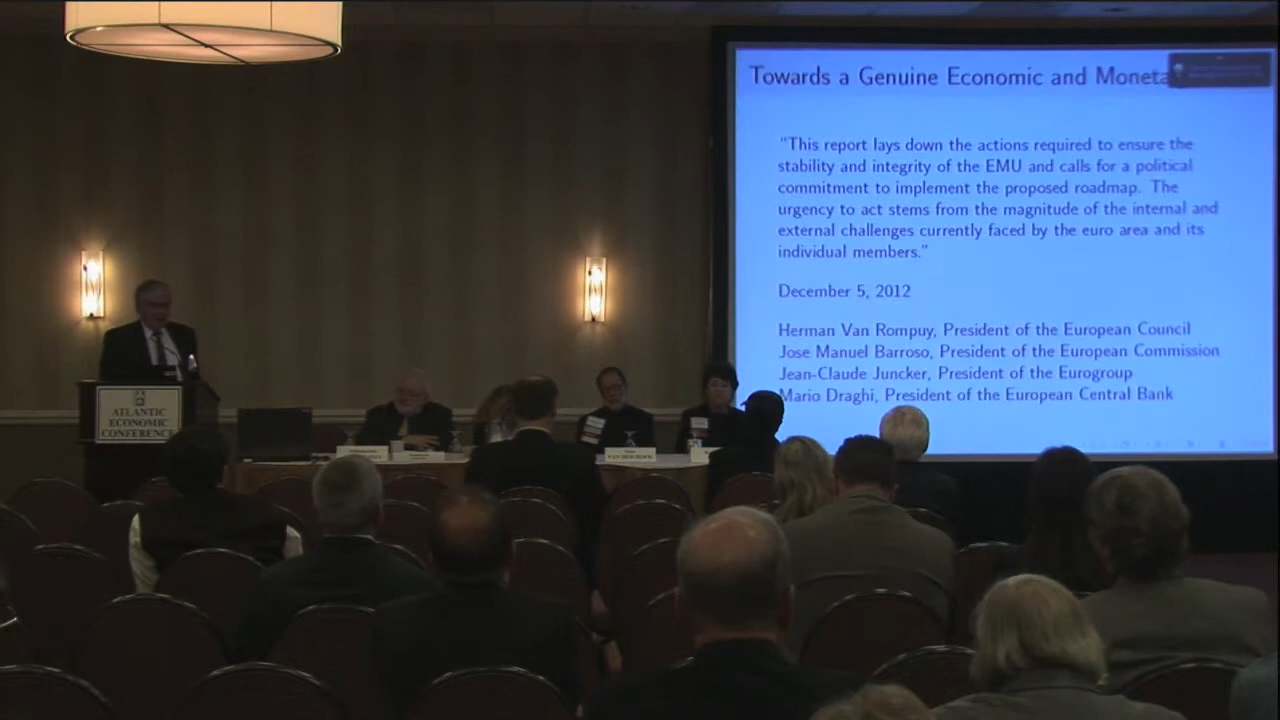 Towards a Genuine Economic and Moneta
"This report lays down the actions required to ensure the
stability and integrity of the EMU and calls for a political
commitment to implement the proposed roadmap. The
urgency to act stems from the magnitude of the internal and
external challenges currently faced by the euro area and its
individual members."
December 5, 2012
Herman Van Rompuy, President of the European Council
Jose Manuel Barroso, President of the European Commission
Jean-Claude Juncker, President of the Eurogroup
Mario Draghi, President of the European Central Bank
ATLANTIC
ECONOMIC
CONFERENCE